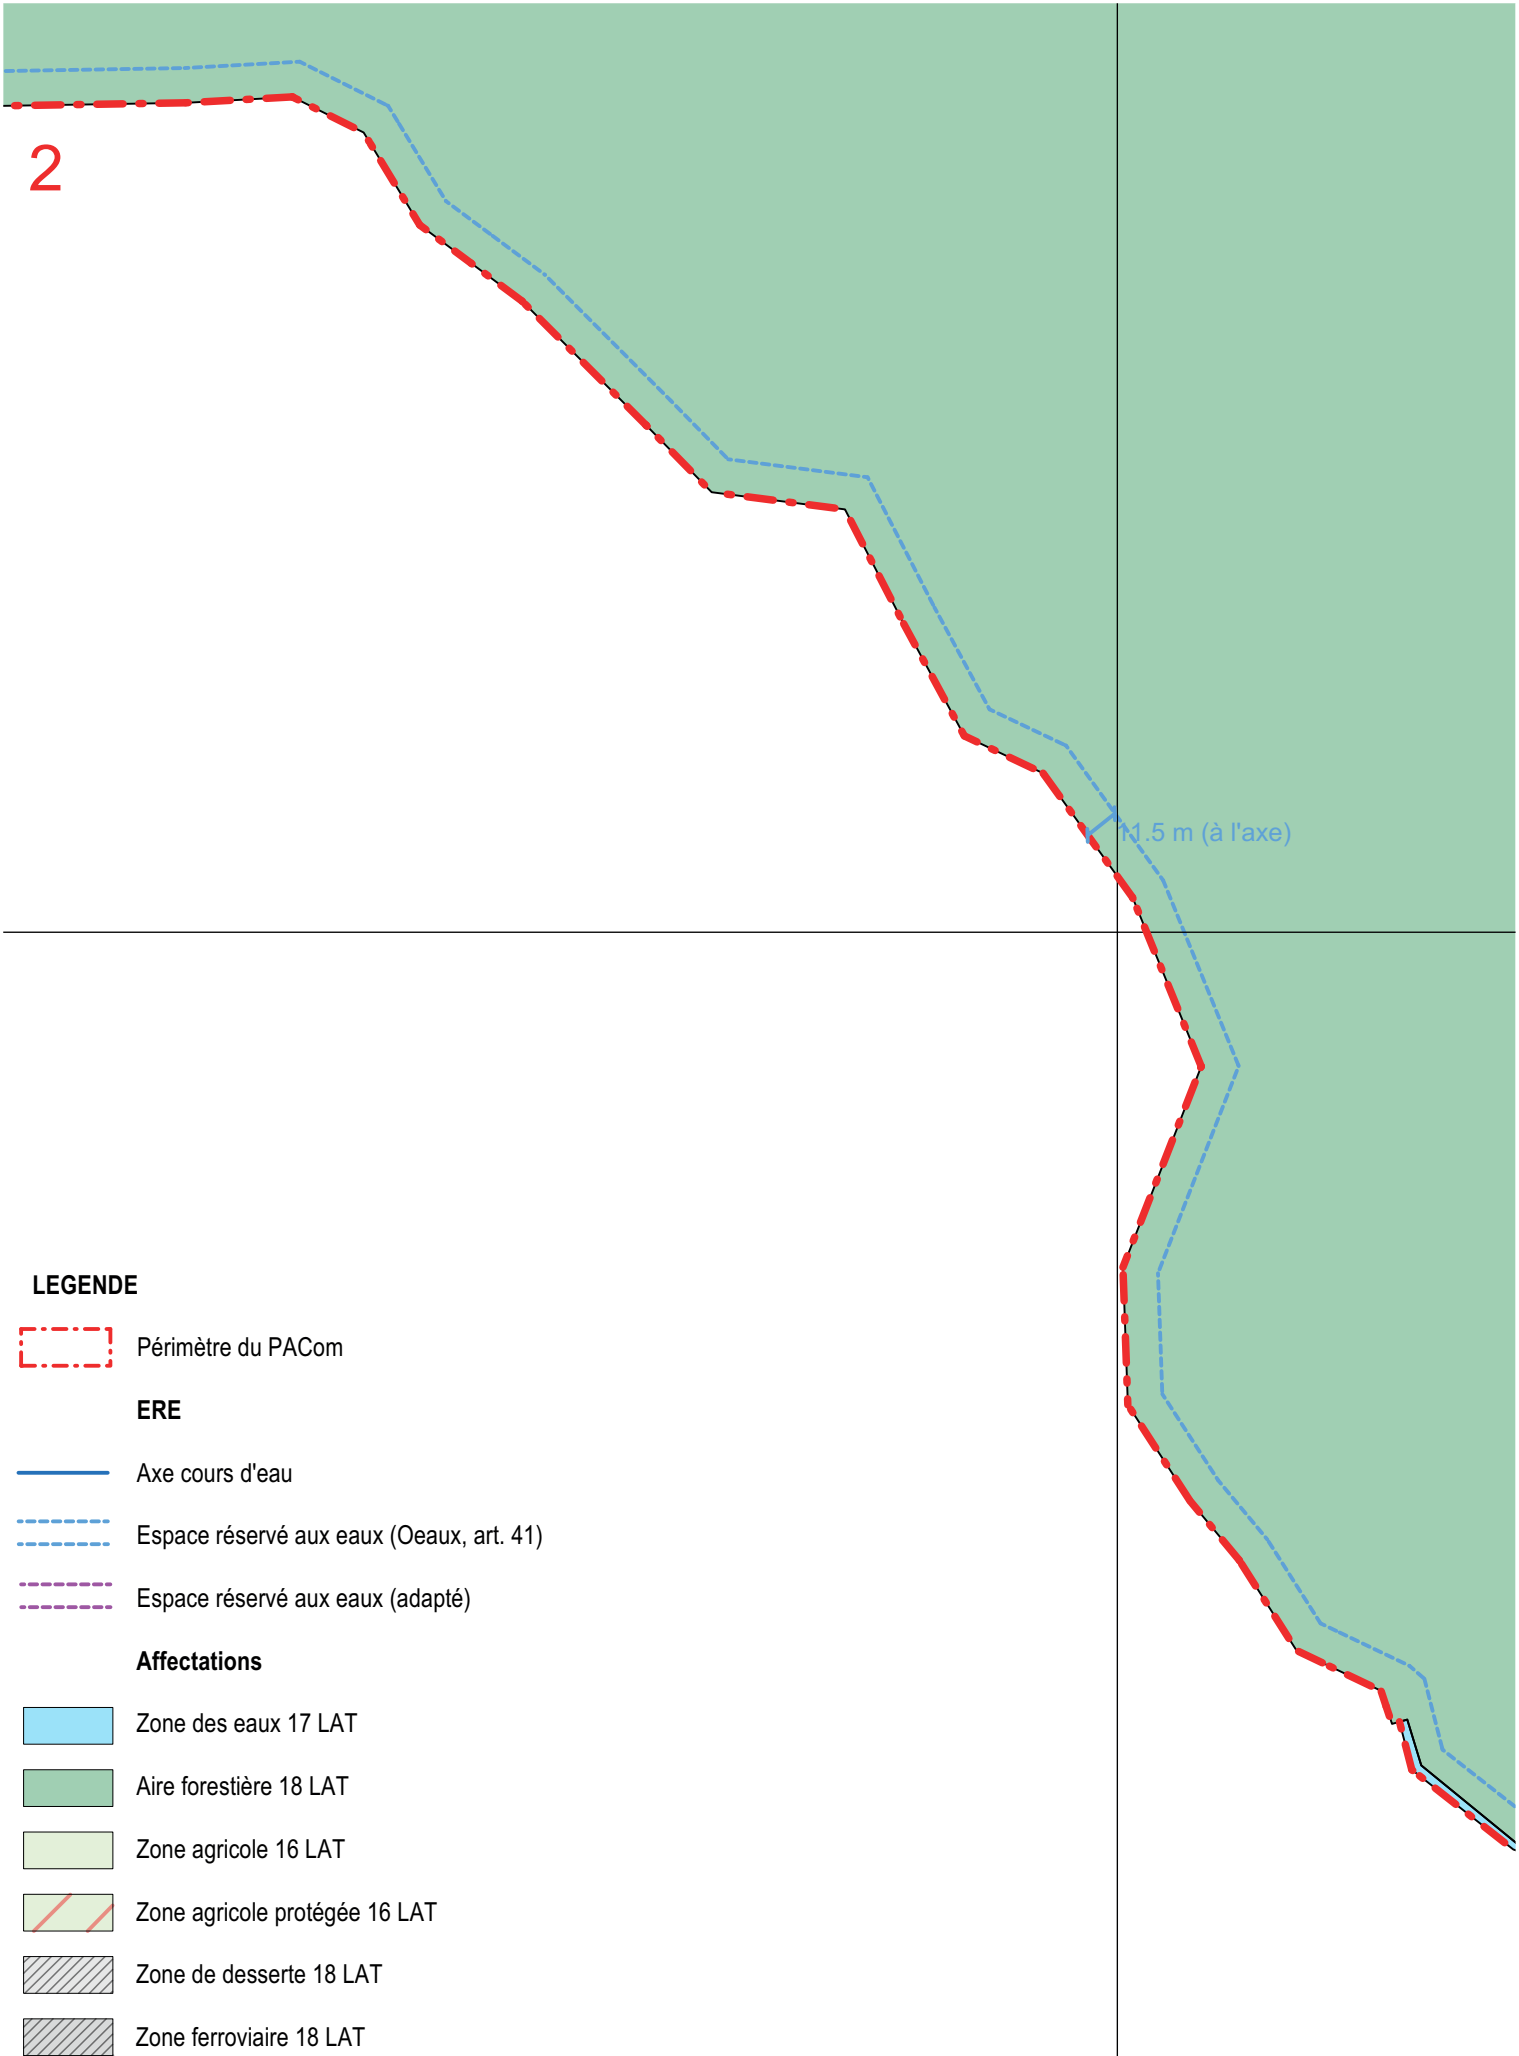 2
11.5 m (à l'axe)
LEGENDE
Périmètre du PACom
ERE
Axe cours d'eau
Espace réservé aux eaux (Oeaux, art. 41)
Espace réservé aux eaux (adapté)
Affectations
Zone des eaux 17 LAT
Aire forestière 18 LAT
Zone agricole 16 LAT
Zone agricole protégée 16 LAT
Zone de desserte 18 LAT
Zone ferroviaire 18 LAT